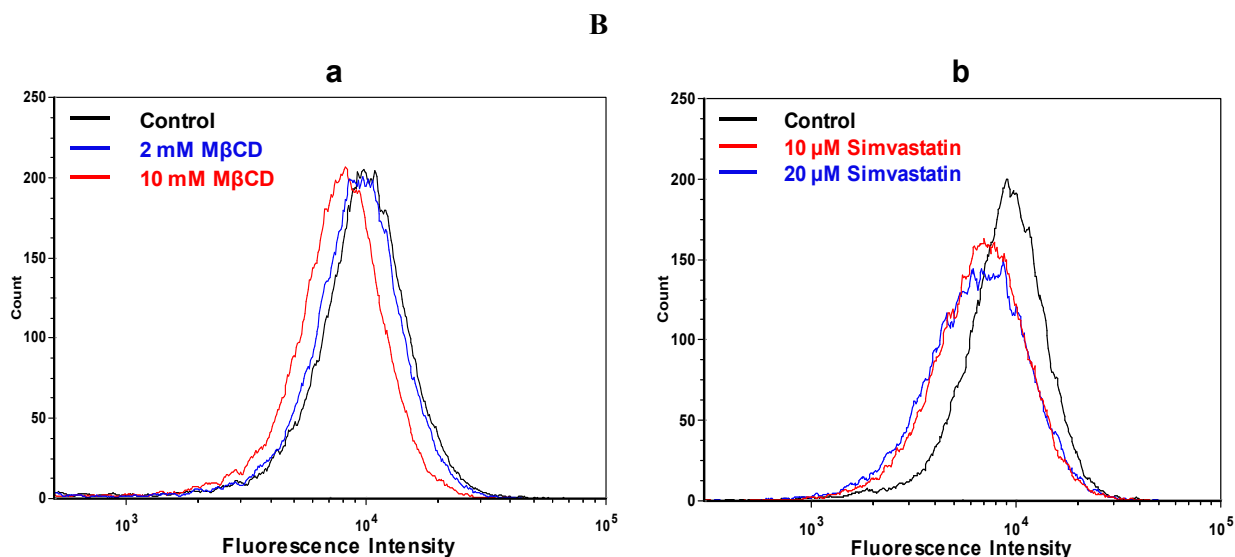 B
a
250
200
150
100
50
0
Count
Control
2 mM MβCD
10 mM MβCD
10³
10⁴
10⁵
Fluorescence Intensity
b
250
200
150
100
50
0
Count
Control
10 μM Simvastatin
20 μM Simvastatin
10³
10⁴
10⁵
Fluorescence Intensity